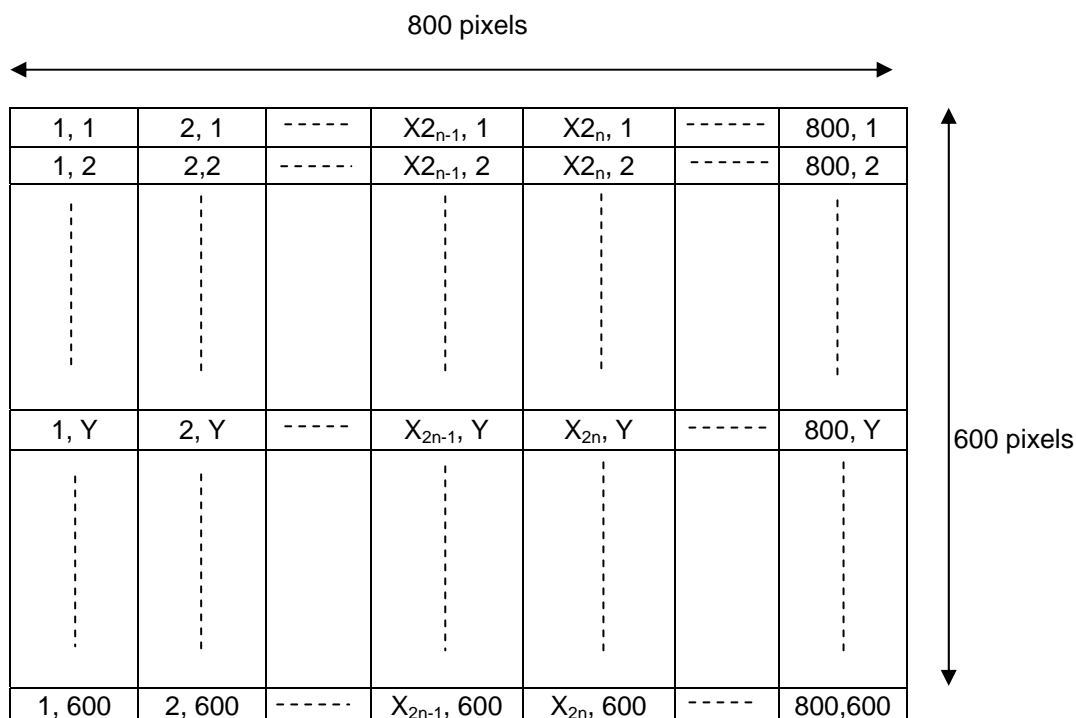 800 pixels
1, 1 2, 1 ----- X2ₙ₋₁, 1 X2ₙ, 1 ------ 800, 1
1, 2 2,2 ------ X2ₙ₋₁, 2 X2ₙ, 2 ------ 800, 2
1, Y 2, Y ----- X₂ₙ₋₁, Y X₂ₙ, Y ------ 800, Y
600 pixels
1, 600 2, 600 ------ X₂ₙ₋₁, 600 X₂ₙ, 600 ----- 800,600